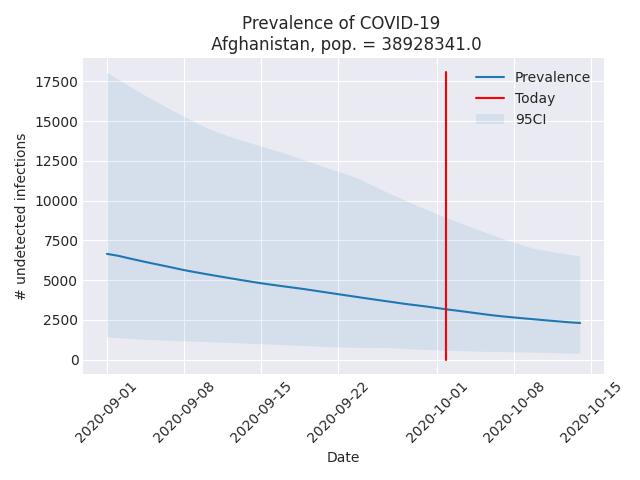 Prevalence of COVID-19
Afghanistan, pop. = 38928341.0
Prevalence
Today
95CI
17500
15000
12500
10000
7500
5000
2500
0
# undetected infections
2020-09-01
2020-09-08
2020-09-15
2020-09-22
2020-10-01
2020-10-08
2020-10-15
Date